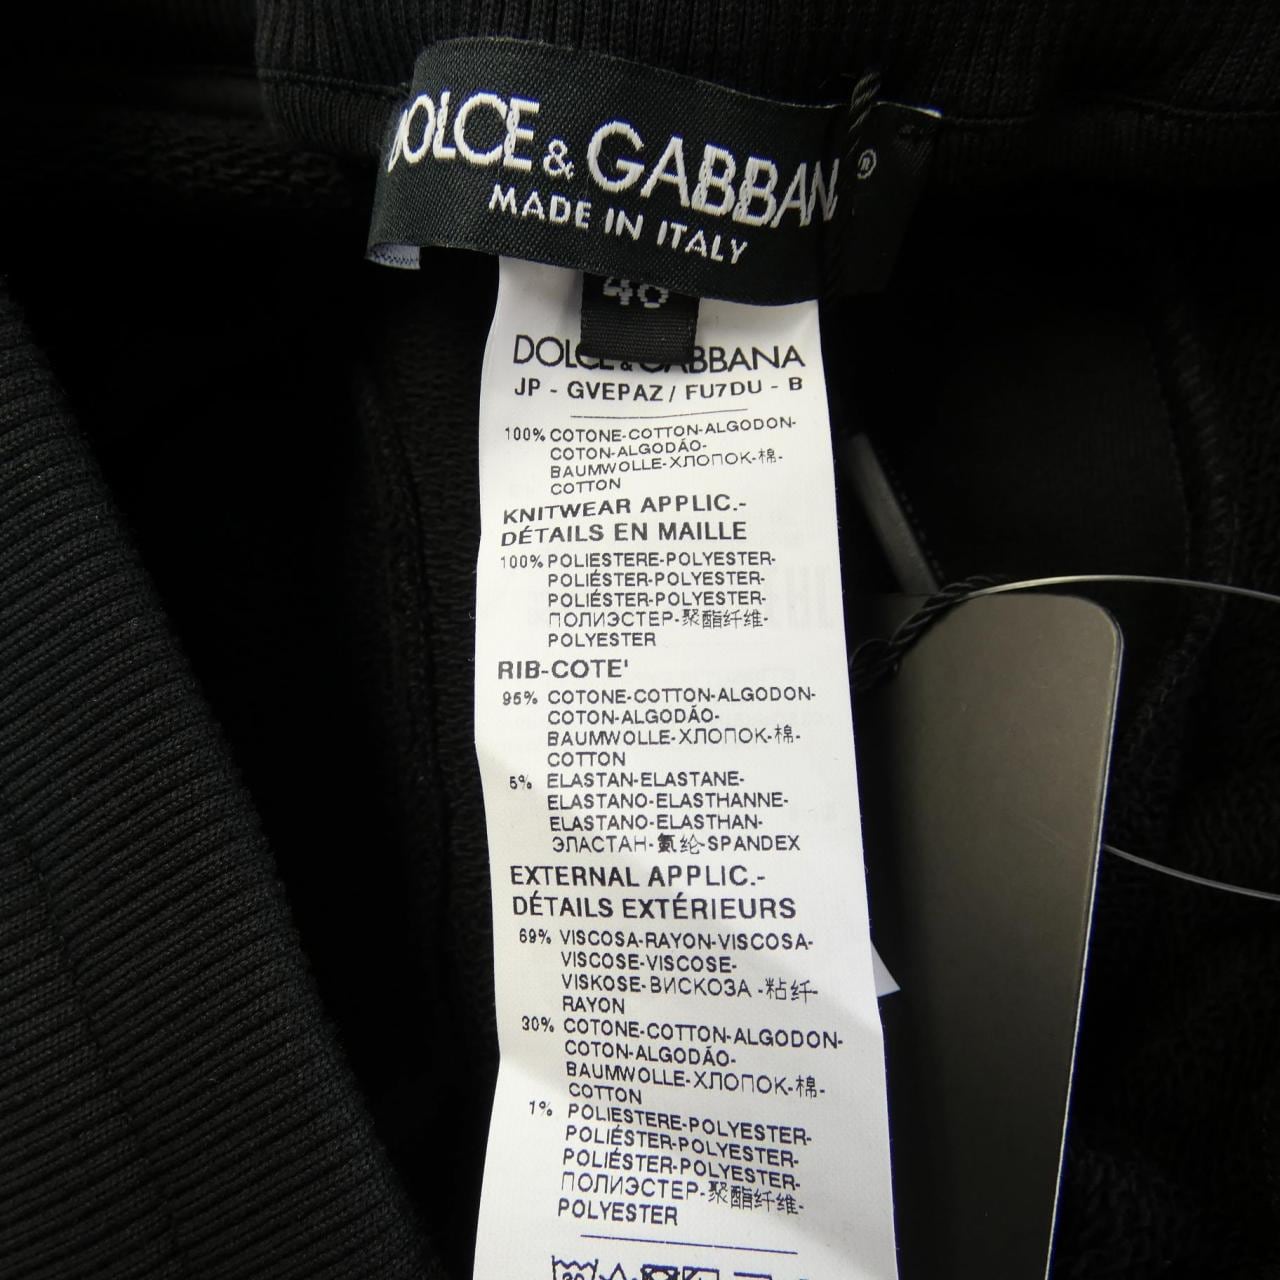 DOLCE & GABBAN ®
MADE IN ITALY
DOLCE & GABBANA
JP - GVEPAZ / FU7DU - B
100% COTONE-COTTON-ALGODON-
COTON-ALGODÃO-
BAUMWOLLE-ХЛОПОК-棉-
COTTON
KNITWEAR APPLIC.-
DÉTAILS EN MAILLE
100% POLIESTERE-POLYESTER-
POLIÉSTER-POLYESTER-
POLIÉSTER-POLYESTER-
ПОЛИЭСТЕР-聚酯纤维-
POLYESTER
RIB-COTE'
95% COTONE-COTTON-ALGODON-
COTON-ALGODÃO-
BAUMWOLLE-ХЛОПОК-棉-
COTTON
5% ELASTAN-ELASTANE-
ELASTANO-ELASTHANNE-
ELASTANO-ELASTHAN-
ЭЛАСТАН-氨纶-SPANDEX
EXTERNAL APPLIC.-
DÉTAILS EXTÉRIEURS
69% VISCOSA-RAYON-VISCOSA-
VISCOSE-VISCOSE-
VISKOSE-ВИСКОЗА -粘纤-
RAYON
30% COTONE-COTTON-ALGODON-
COTON-ALGODÃO-
BAUMWOLLE-ХЛОПОК-棉-
COTTON
1% POLIESTERE-POLYESTER-
POLIÉSTER-POLYESTER-
POLIÉSTER-POLYESTER-
ПОЛИЭСТЕР-聚酯纤维-
POLYESTER